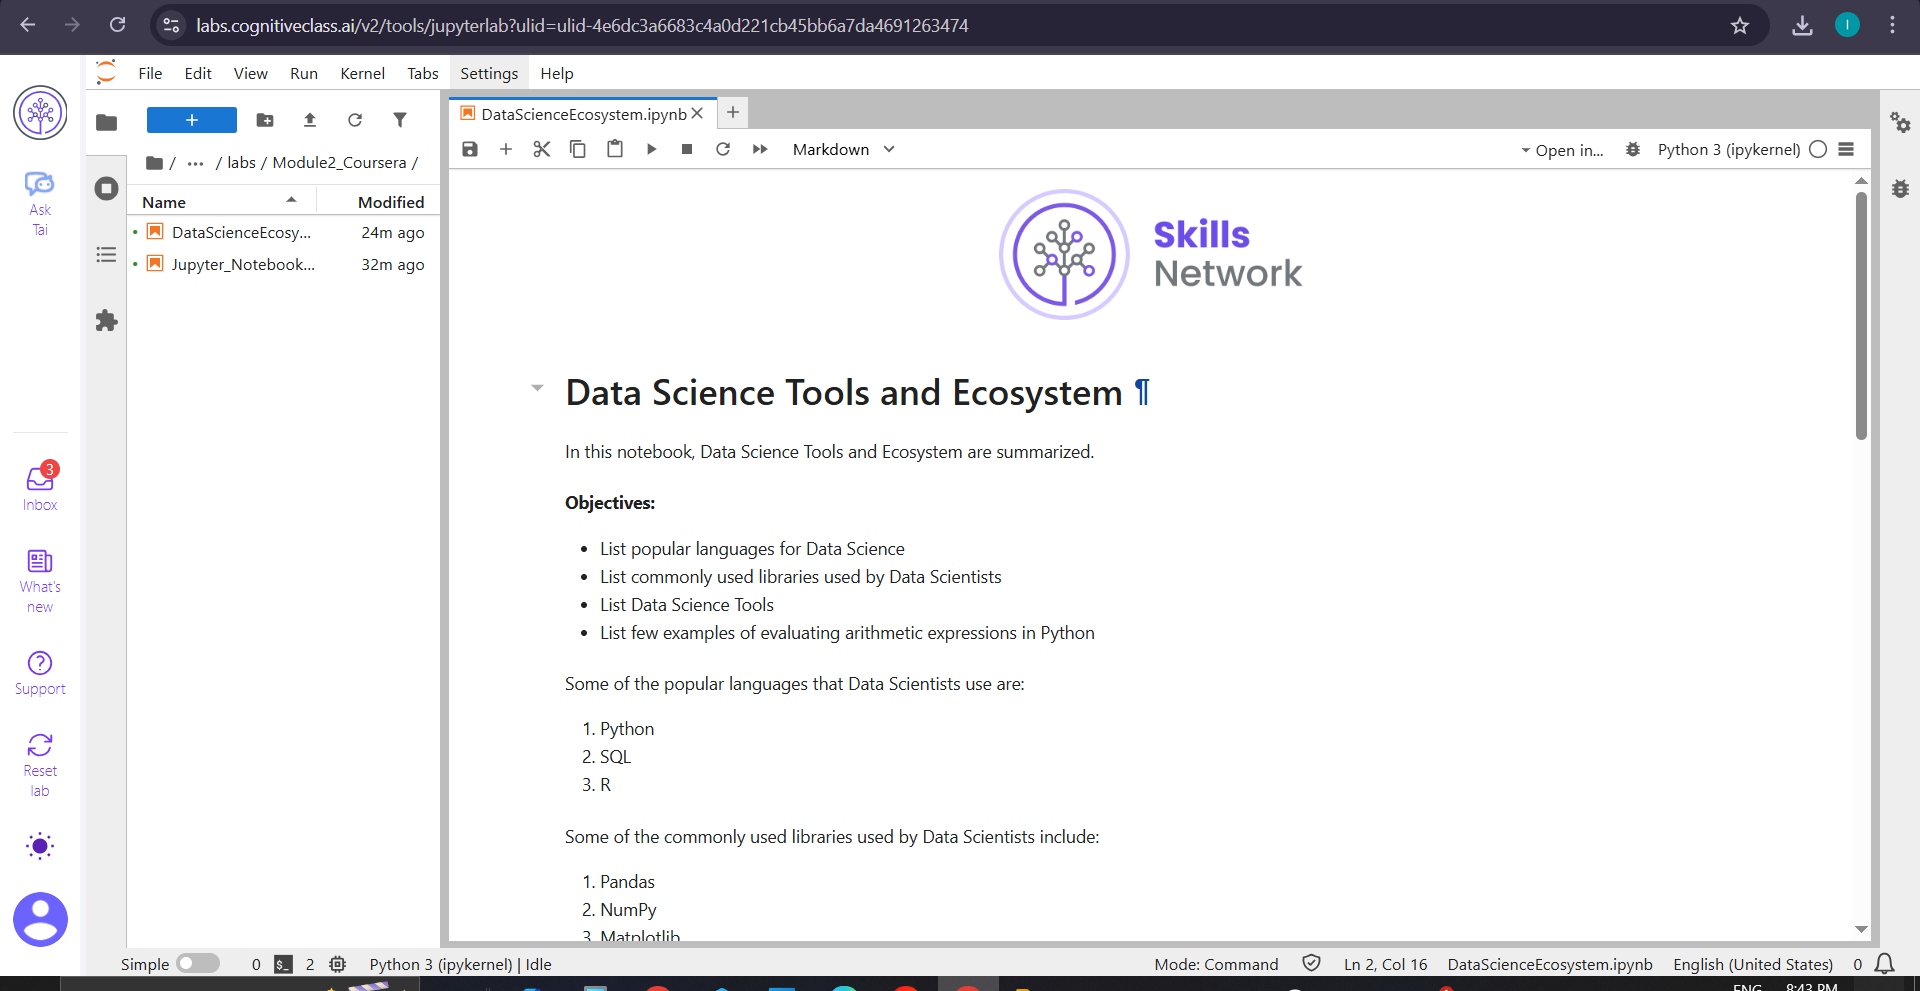 labs.cognitiveclass.ai/v2/tools/jupyterlab?ulid=ulid-4e6dc3a6683c4a0d221cb45bb6a7da4691263474
I
File Edit View Run Kernel Tabs Settings Help
DataScienceEcosystem.ipynb
Markdown
Open in...
Python 3 (ipykernel)
/ ... / labs / Module2_Coursera /
Name Modified
DataScienceEcosy... 24m ago
Jupyter_Notebook... 32m ago
Ask
Tai
3
Inbox
What's
new
Support
Reset
lab
Skills
Network
Data Science Tools and Ecosystem ¶
In this notebook, Data Science Tools and Ecosystem are summarized.
Objectives:
• List popular languages for Data Science
• List commonly used libraries used by Data Scientists
• List Data Science Tools
• List few examples of evaluating arithmetic expressions in Python
Some of the popular languages that Data Scientists use are:
1. Python
2. SQL
3. R
Some of the commonly used libraries used by Data Scientists include:
1. Pandas
2. NumPy
3. Matplotlib
Simple 0 $_ 2 Python 3 (ipykernel) | Idle
Mode: Command Ln 2, Col 16 DataScienceEcosystem.ipynb English (United States) 0
ENG 8:43 PM